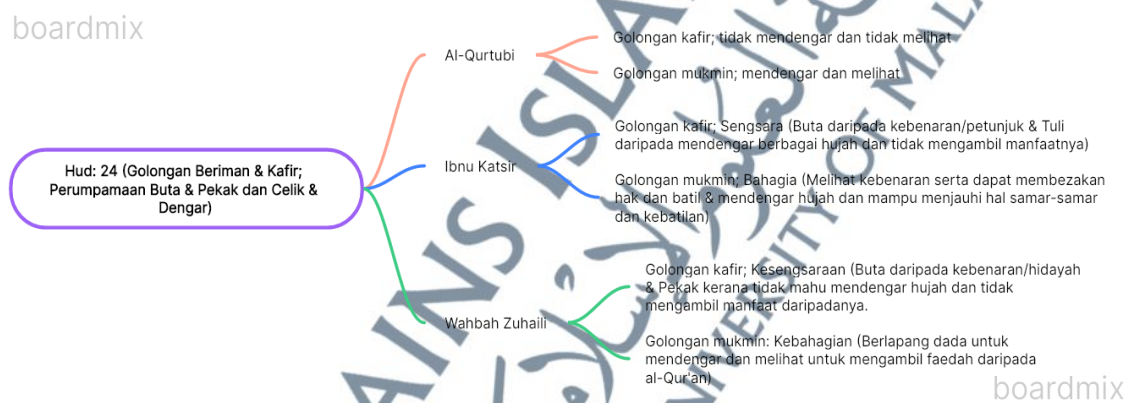 boardmix
Al-Qurtubi
Golongan kafir; tidak mendengar dan tidak melihat
Golongan mukmin; mendengar dan melihat
Hud: 24 (Golongan Beriman & Kafir;
Perumpamaan Buta & Pekak dan Celik &
Dengar)
Ibnu Katsir
Golongan kafir; Sengsara (Buta daripada kebenaran/petunjuk & Tuli
daripada mendengar berbagai hujah dan tidak mengambil manfaatnya)
Golongan mukmin; Bahagia (Melihat kebenaran serta dapat membezakan
hak dan batil & mendengar hujah dan mampu menjauhi hal samar-samar
dan kebatilan)
Wahbah Zuhaili
Golongan kafir; Kesengsaraan (Buta daripada kebenaran/hidayah
& Pekak kerana tidak mahu mendengar hujah dan tidak
mengambil manfaat daripadanya.
Golongan mukmin: Kebahagian (Berlapang dada untuk
mendengar dan melihat untuk mengambil faedah daripada
al-Qur'an)
boardmix